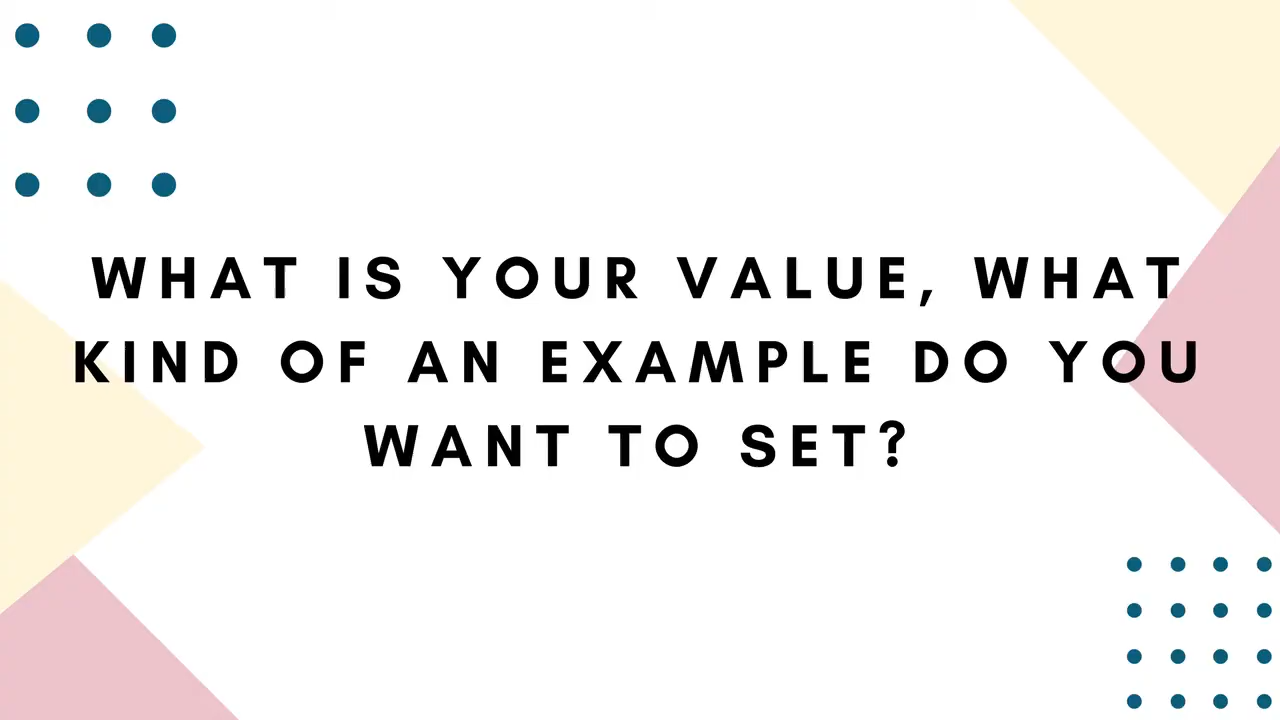 WHAT IS YOUR VALUE, WHAT
KIND OF AN EXAMPLE DO YOU
WANT TO SET?